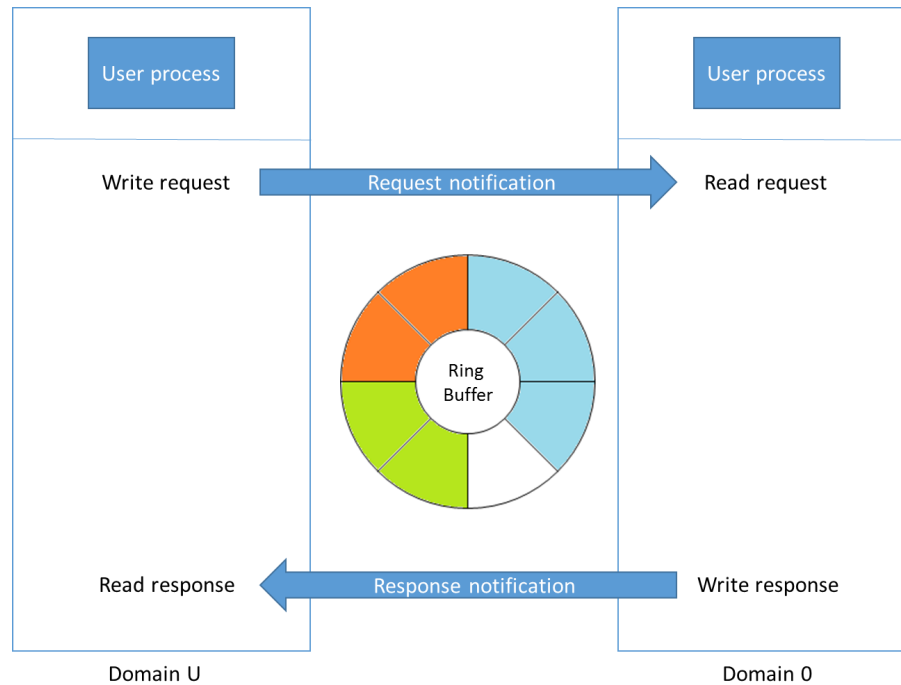 User process
User process
Write request
Request notification
Read request
Ring
Buffer
Read response
Response notification
Write response
Domain U
Domain 0